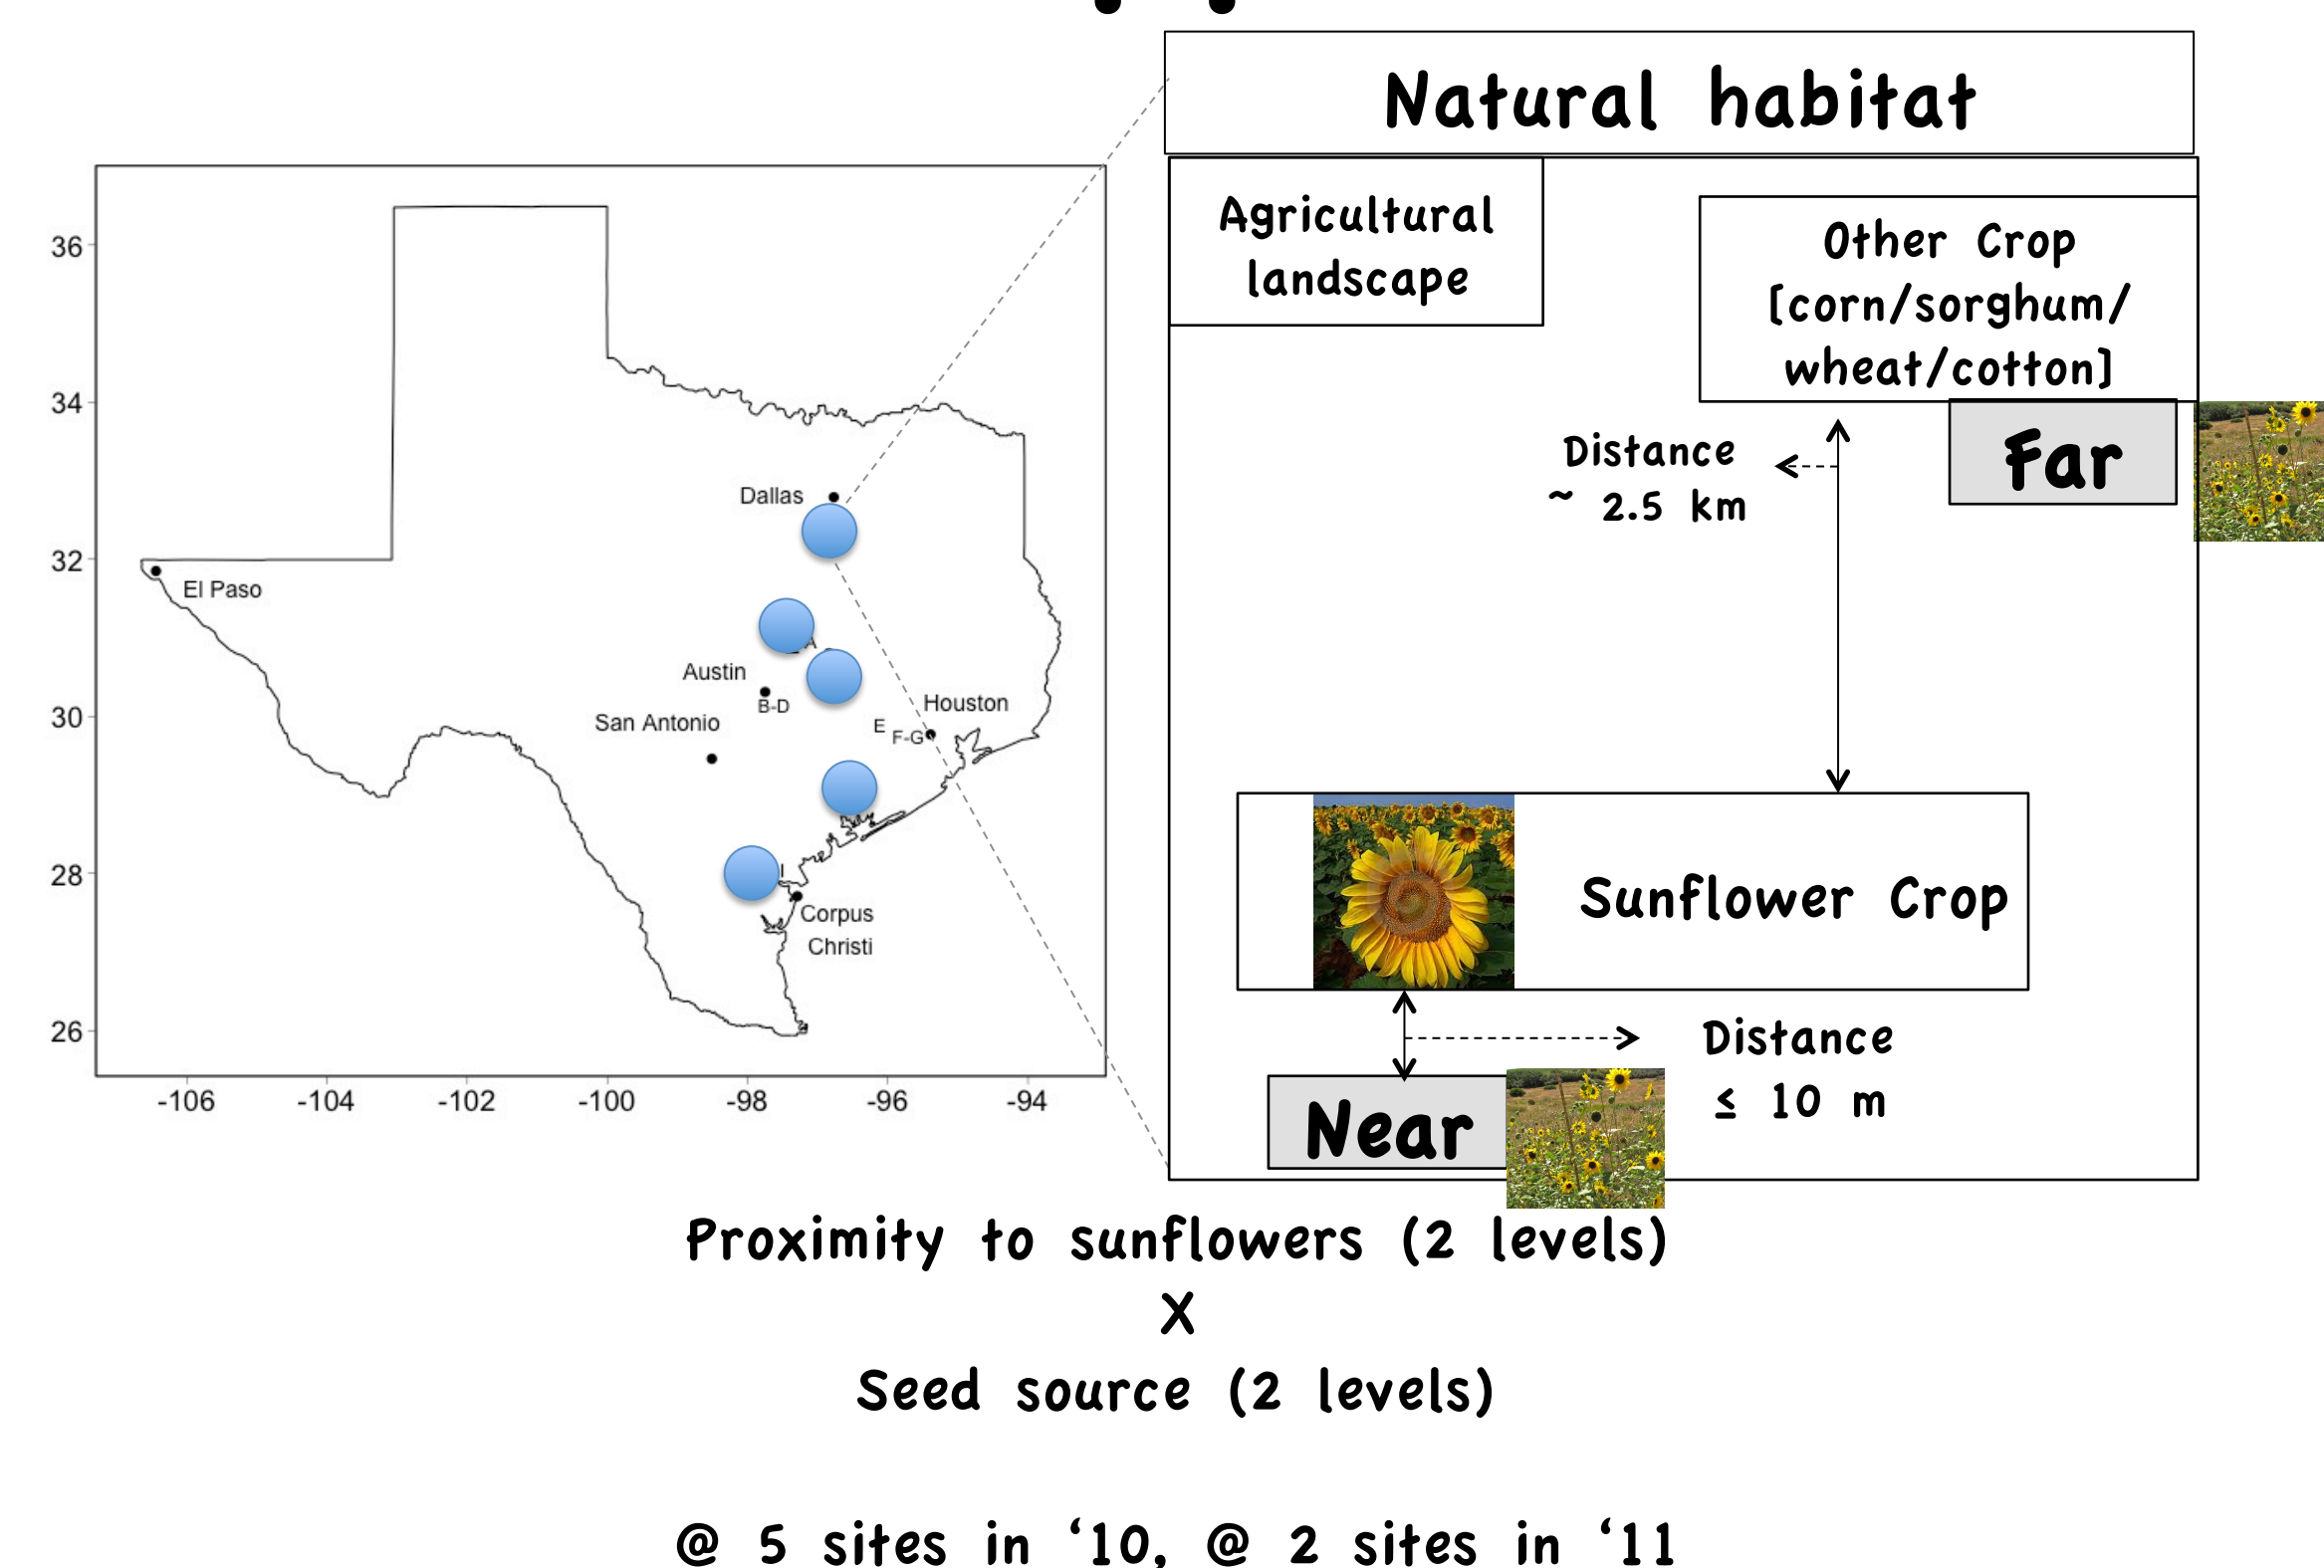 Natural habitat
Agricultural
landscape
Other Crop
[corn/sorghum/
wheat/cotton]
Far
Distance
~ 2.5 km
Sunflower Crop
Distance
≤ 10 m
Near
36
34
32
30
28
26
-106
-104
-102
-100
-98
-96
-94
Dallas
El Paso
A
Austin
B-D
San Antonio
Houston
E
F-G
Corpus
Christi
Proximity to sunflowers (2 levels)
X
Seed source (2 levels)
@ 5 sites in ‘10, @ 2 sites in ‘11